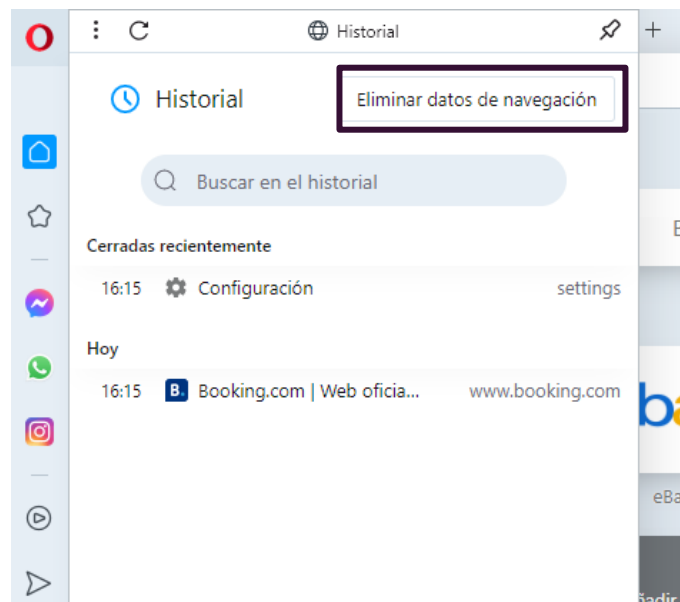 Historial
Historial
Eliminar datos de navegación
Buscar en el historial
Cerradas recientemente
16:15 Configuración settings
Hoy
16:15 B. Booking.com | Web oficia... www.booking.com